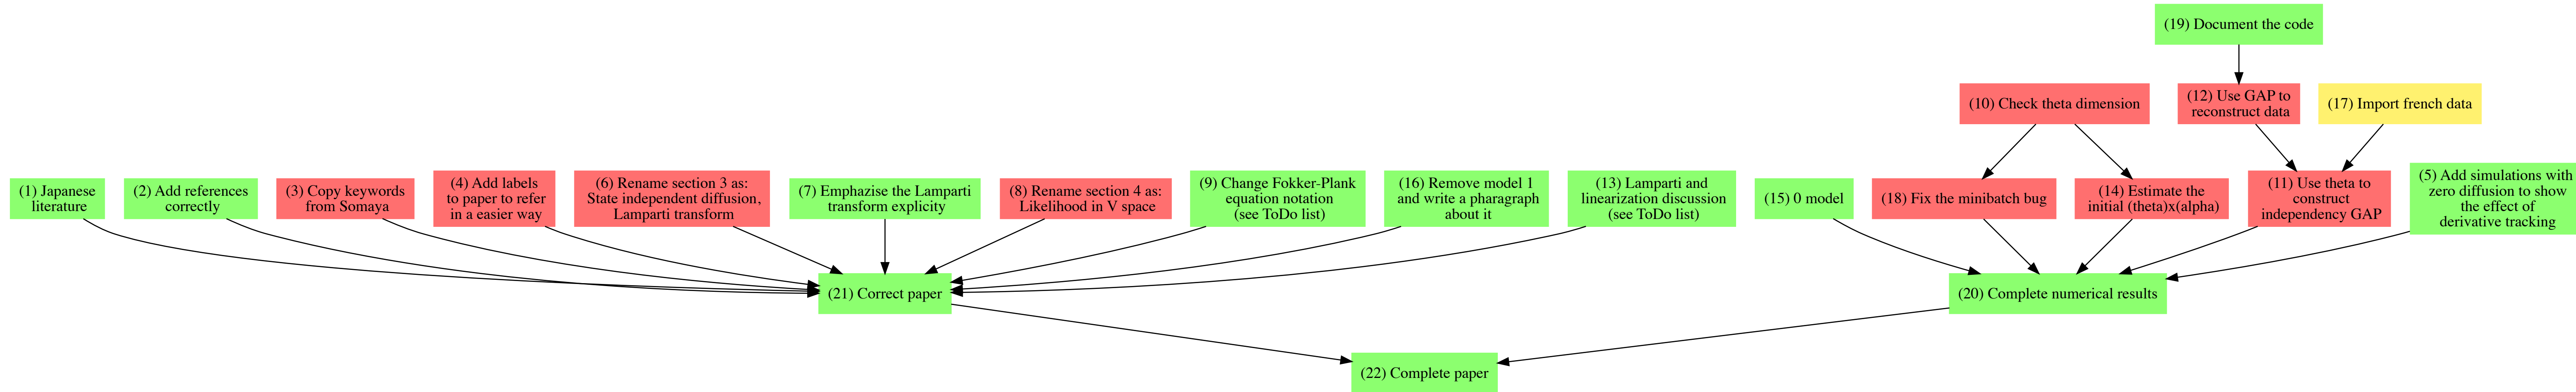 (19) Document the code
(10) Check theta dimension
(12) Use GAP to
reconstruct data
(17) Import french data
(1) Japanese
literature
(2) Add references
correctly
(3) Copy keywords
from Somaya
(4) Add labels
to paper to refer
in a easier way
(6) Rename section 3 as:
State independent diffusion,
Lamparti transform
(7) Emphazise the Lamparti
transform explicity
(8) Rename section 4 as:
Likelihood in V space
(9) Change Fokker-Plank
equation notation
(see ToDo list)
(16) Remove model 1
and write a pharagraph
about it
(13) Lamparti and
linearization discussion
(see ToDo list)
(15) 0 model
(18) Fix the minibatch bug
(14) Estimate the
initial (theta)x(alpha)
(11) Use theta to
construct
independency GAP
(5) Add simulations with
zero diffusion to show
the effect of
derivative tracking
(21) Correct paper
(20) Complete numerical results
(22) Complete paper